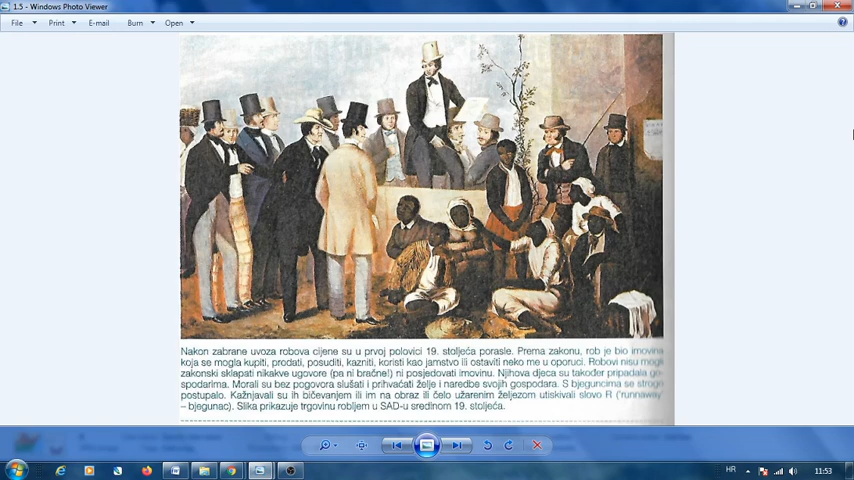 1.5 - Windows Photo Viewer
File Print E-mail Burn Open
Nakon zabrane uvoza robova cijene su u prvoj polovici 19. stoljeća porasle. Prema zakonu, rob je bio imovina
koja se mogla kupiti, prodati, posuditi, kazniti, koristi kao jamstvo ili ostaviti neko me u oporuci. Robovi nisu mogli
zakonski sklapati nikakve ugovore (pa ni bračne!) ni posjedovati imovinu. Njihova djeca su također pripadala go-
spodarima. Morali su bez pogovora slušati i prihvaćati želje i naredbe svojih gospodara. S bjeguncima se strogo
postupalo. Kažnjavali su ih bičevanjem ili im na obraz ili čelo užarenim željezom utiskivali slovo R ('runnaway'
– bjegunac). Slika prikazuje trgovinu robljem u SAD-u sredinom 19. stoljeća.
HR 11:53